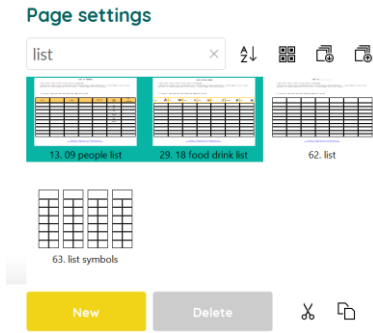 Page settings
list
13. 09 people list
29. 18 food drink list
62. list
63. list symbols
New
Delete